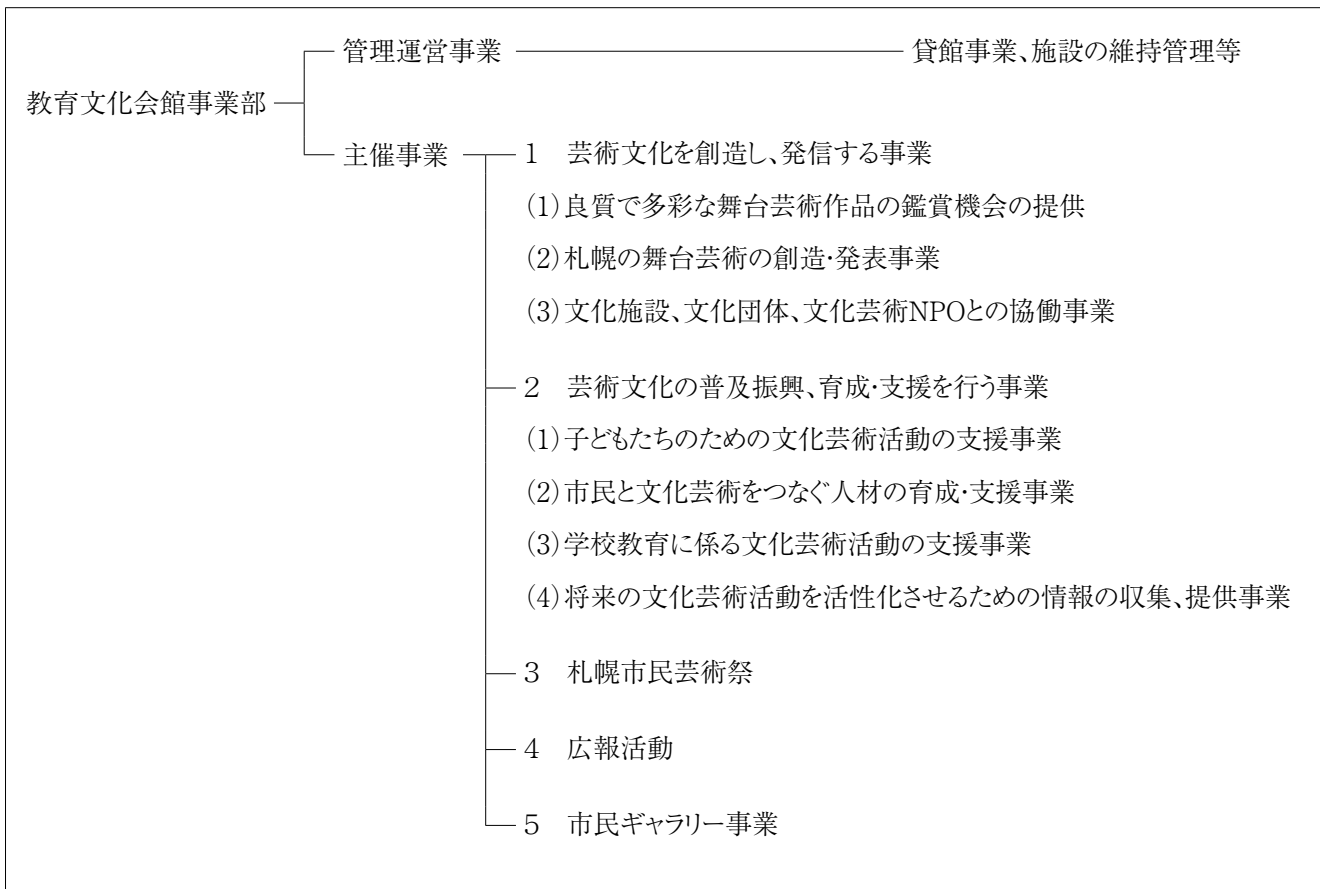 管理運営事業 貸館事業、施設の維持管理等
教育文化会館事業部
主催事業 1 芸術文化を創造し、発信する事業
(1)良質で多彩な舞台芸術作品の鑑賞機会の提供
(2)札幌の舞台芸術の創造・発表事業
(3)文化施設、文化団体、文化芸術NPOとの協働事業
2 芸術文化の普及振興、育成・支援を行う事業
(1)子どもたちのための文化芸術活動の支援事業
(2)市民と文化芸術をつなぐ人材の育成・支援事業
(3)学校教育に係る文化芸術活動の支援事業
(4)将来の文化芸術活動を活性化させるための情報の収集、提供事業
3 札幌市民芸術祭
4 広報活動
5 市民ギャラリー事業